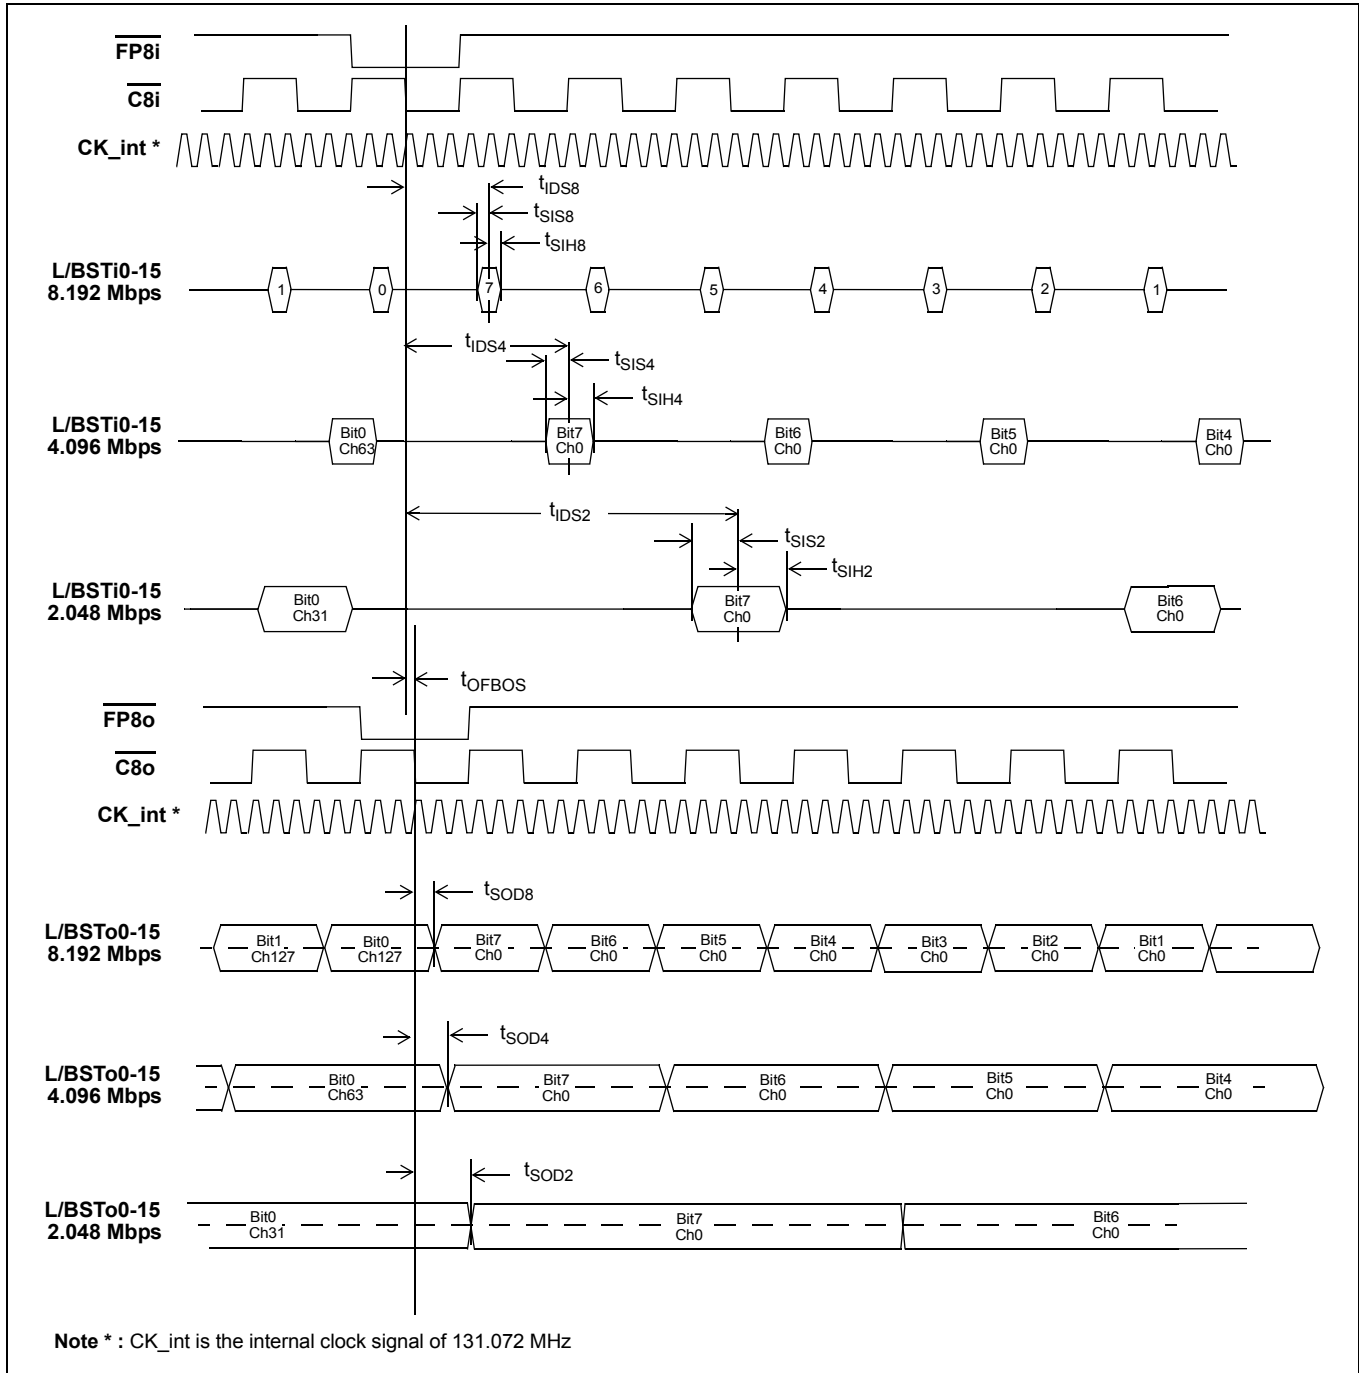 FP8i
C8i
CK_int *
tIDS8
tSIS8
tSIH8
L/BSTi0-15
8.192 Mbps
1 0 7 6 5 4 3 2 1
tIDS4
tSIS4
tSIH4
L/BSTi0-15
4.096 Mbps
Bit0 Bit7 Bit6 Bit5 Bit4
Ch63 Ch0 Ch0 Ch0 Ch0
tIDS2
tSIS2
tSIH2
L/BSTi0-15
2.048 Mbps
Bit0 Bit7 Bit6
Ch31 Ch0 Ch0
tOFBOS
FP8o
C8o
CK_int *
tSOD8
L/BSTo0-15
8.192 Mbps
Bit1 Bit0 Bit7 Bit6 Bit5 Bit4 Bit3 Bit2 Bit1
Ch127 Ch127 Ch0 Ch0 Ch0 Ch0 Ch0 Ch0 Ch0
tSOD4
L/BSTo0-15
4.096 Mbps
Bit0 Bit7 Bit6 Bit5 Bit4
Ch63 Ch0 Ch0 Ch0 Ch0
tSOD2
L/BSTo0-15
2.048 Mbps
Bit0 Bit7 Bit6
Ch31 Ch0 Ch0
Note * : CK_int is the internal clock signal of 131.072 MHz